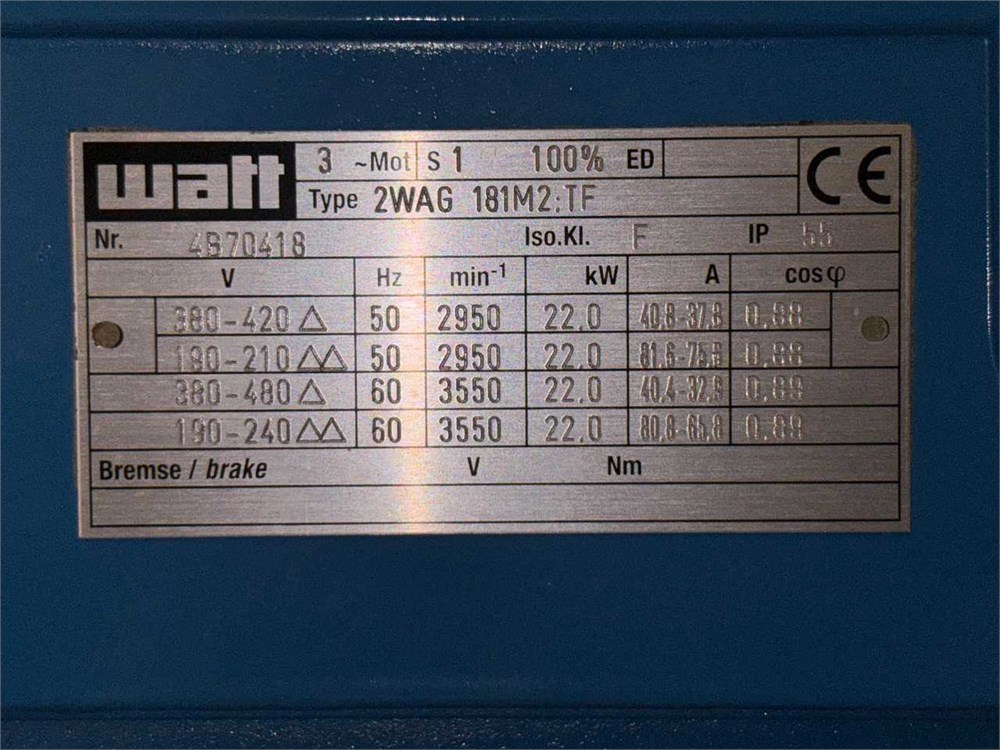 watt 3 ~Mot S 1 100% ED CE
Type 2WAG 181M2:TF
Nr. 4B70418 Iso.Kl. F IP 55
V Hz min-1 kW A cosφ
380-420 △ 50 2950 22.0 40,8-37,8 0.88
190-210 △△ 50 2950 22.0 81,6-75,6 0.88
380-480 △ 60 3550 22.0 40,4-32,9 0.89
190-240 △△ 60 3550 22.0 80,8-65,8 0.89
Bremse / brake V Nm